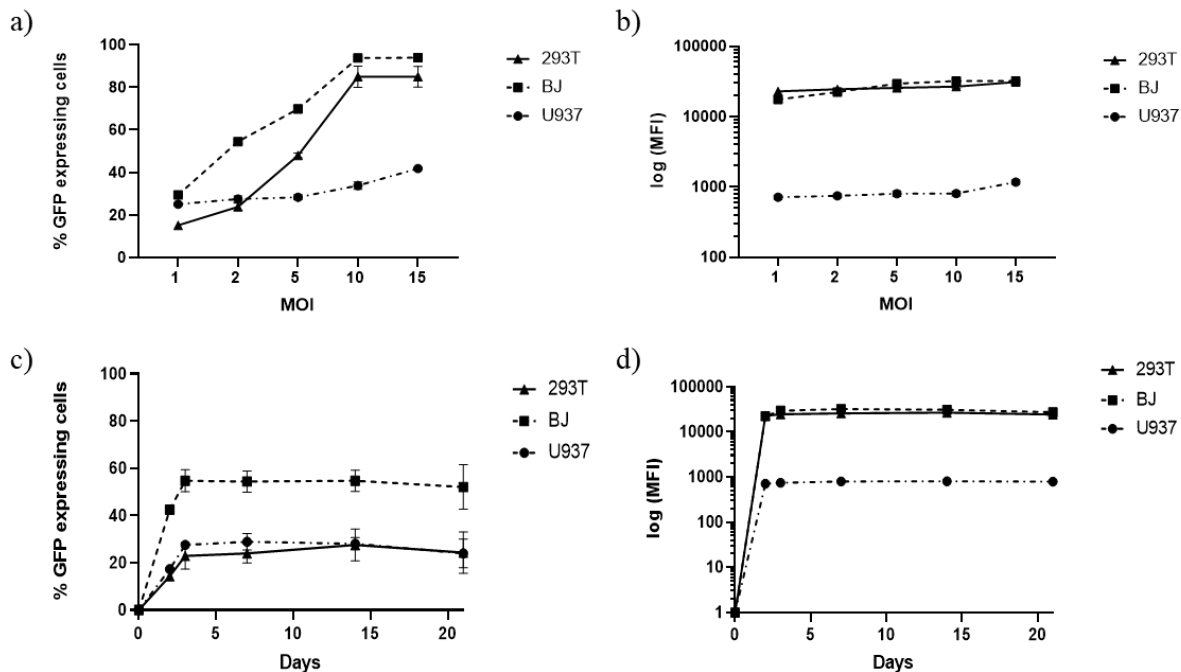 a)
% GFP expressing cells
100
80
60
40
20
0
1 2 5 10 15
MOI
293T
BJ
U937
b)
log (MFI)
100000
10000
1000
100
1 2 5 10 15
MOI
293T
BJ
U937
c)
% GFP expressing cells
100
80
60
40
20
0
0 5 10 15 20
Days
293T
BJ
U937
d)
log (MFI)
100000
10000
1000
100
10
1
0 5 10 15 20
Days
293T
BJ
U937